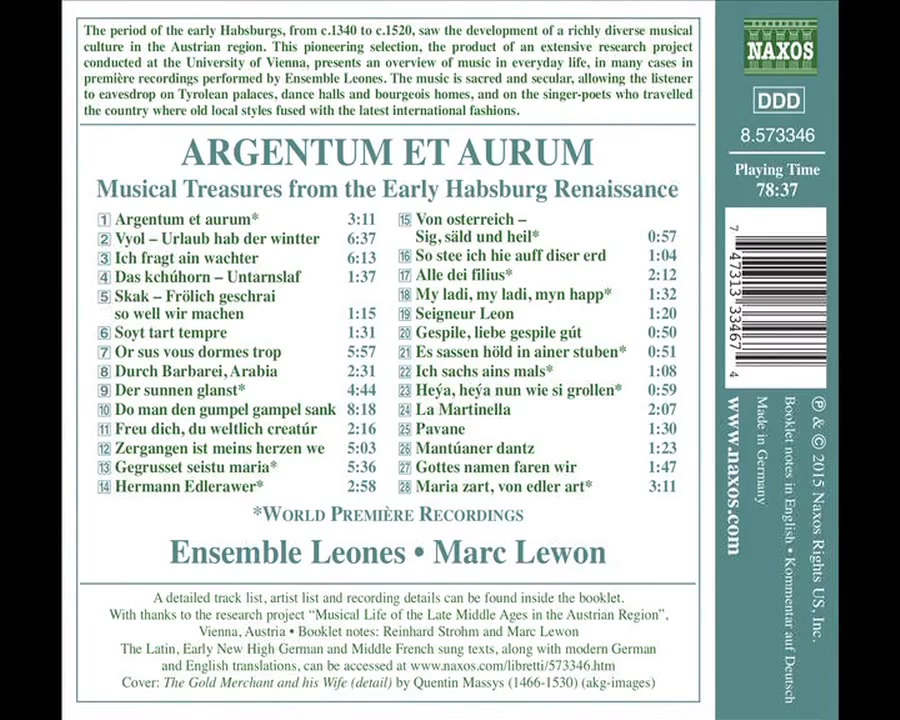 The period of the early Habsburgs, from c.1340 to c.1520, saw the development of a richly diverse musical
culture in the Austrian region. This pioneering selection, the product of an extensive research project
conducted at the University of Vienna, presents an overview of music in everyday life, in many cases in
première recordings performed by Ensemble Leones. The music is sacred and secular, allowing the listener
to eavesdrop on Tyrolean palaces, dance halls and bourgeois homes, and on the singer-poets who travelled
the country where old local styles fused with the latest international fashions.
ARGENTUM ET AURUM
Musical Treasures from the Early Habsburg Renaissance
1 Argentum et aurum* 3:11
2 Vyol – Urlaub hab der wintter 6:37
3 Ich fragt ain wachter 6:13
4 Das kchúhorn – Untarnslaf 1:37
5 Skak – Frölich geschrai
so well wir machen 1:15
6 Soyt tart tempre 1:31
7 Or sus vous dormes trop 5:57
8 Durch Barbarei, Arabia 2:31
9 Der sunnen glanst* 4:44
10 Do man den gumpel gampel sank 8:18
11 Freu dich, du weltlich creatúr 2:16
12 Zergangen ist meins herzen we 5:03
13 Gegrusset seistu maria* 5:36
14 Hermann Edlerawer* 2:58
15 Von osterreich –
Sig, säld und heil* 0:57
16 So stee ich hie auff diser erd 1:04
17 Alle dei filius* 2:12
18 My ladi, my ladi, myn happ* 1:32
19 Seigneur Leon 1:20
20 Gespile, liebe gespile gút 0:50
21 Es sassen höld in ainer stuben* 0:51
22 Ich sachs ains mals* 1:08
23 Heýa, heýa nun wie si grollen* 0:59
24 La Martinella 2:07
25 Pavane 1:30
26 Mantúaner dantz 1:23
27 Gottes namen faren wir 1:47
28 Maria zart, von edler art* 3:11
*WORLD PREMIÈRE RECORDINGS
Ensemble Leones • Marc Lewon
A detailed track list, artist list and recording details can be found inside the booklet.
With thanks to the research project “Musical Life of the Late Middle Ages in the Austrian Region”,
Vienna, Austria • Booklet notes: Reinhard Strohm and Marc Lewon
The Latin, Early New High German and Middle French sung texts, along with modern German
and English translations, can be accessed at www.naxos.com/libretti/573346.htm
Cover: The Gold Merchant and his Wife (detail) by Quentin Massys (1466-1530) (akg-images)
NAXOS
DDD
8.573346
Playing Time
78:37
7 47313 33467 4
℗ & © 2015 Naxos Rights US, Inc.
Booklet notes in English • Kommentar auf Deutsch
Made in Germany
www.naxos.com